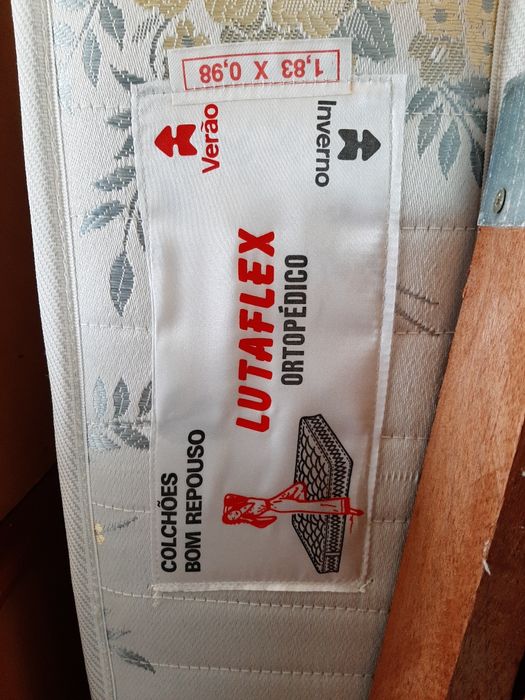 COLCHÕES
BOM REPOUSO
LUTAFLEX
ORTOPÉDICO
Verão
Inverno
1,83 X 0,98